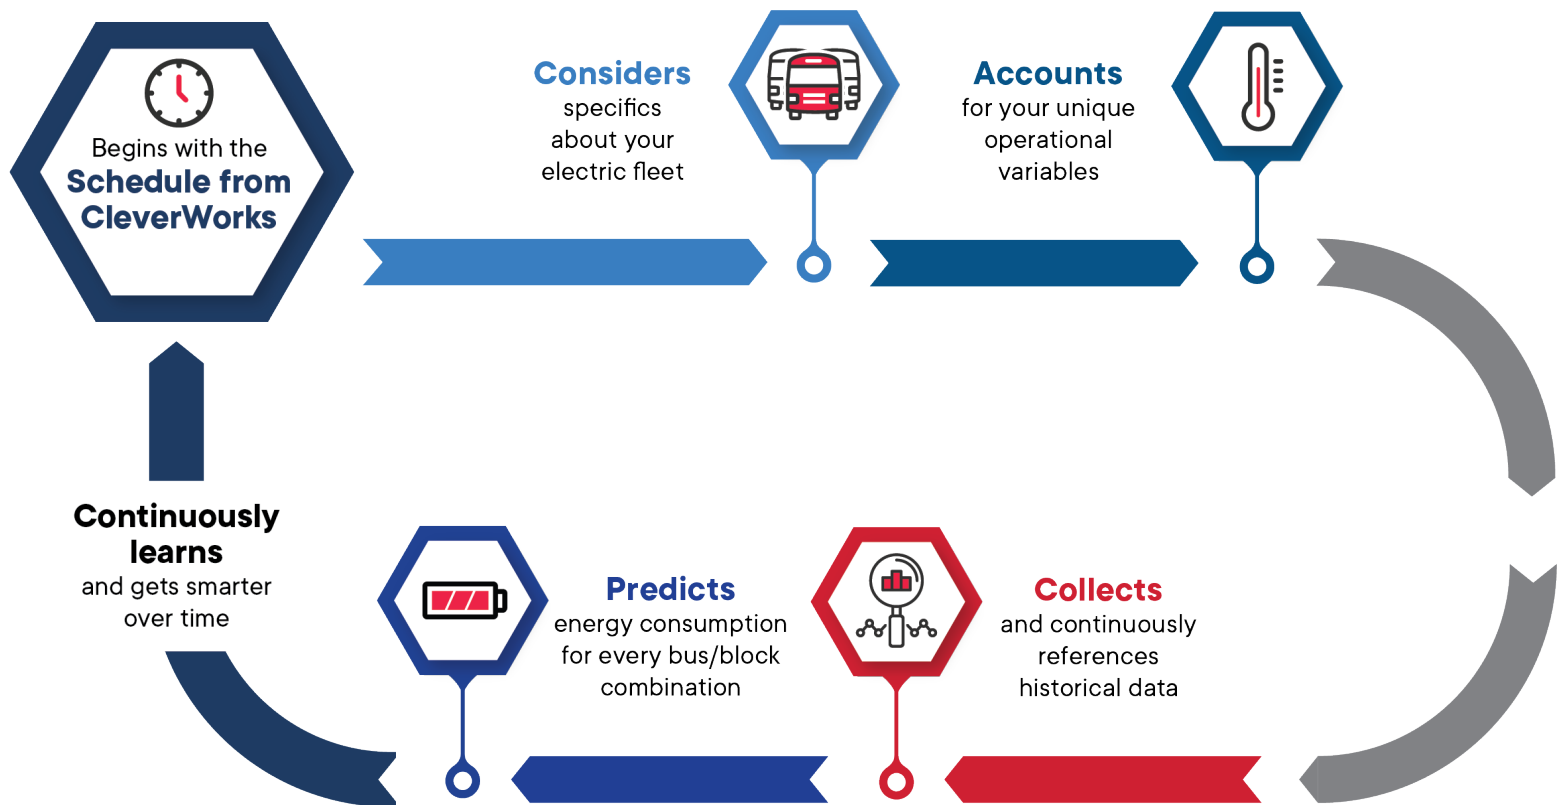 Begins with the
Schedule from
CleverWorks
Considers
specifics
about your
electric fleet
Accounts
for your unique
operational
variables
Collects
and continuously
references
historical data
Predicts
energy consumption
for every bus/block
combination
Continuously
learns
and gets smarter
over time